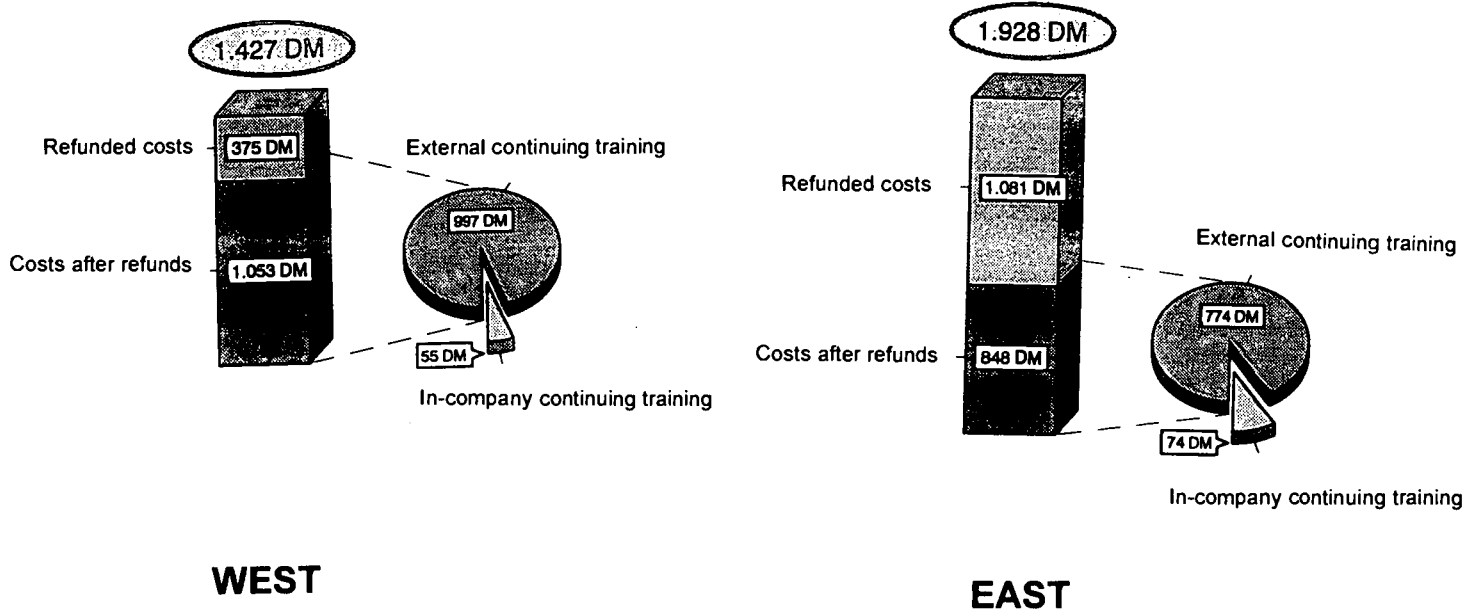 1.427 DM
Refunded costs
375 DM
External continuing training
997 DM
Costs after refunds
1.053 DM
55 DM
In-company continuing training
WEST
1.928 DM
Refunded costs
1.081 DM
External continuing training
774 DM
Costs after refunds
848 DM
74 DM
In-company continuing training
EAST